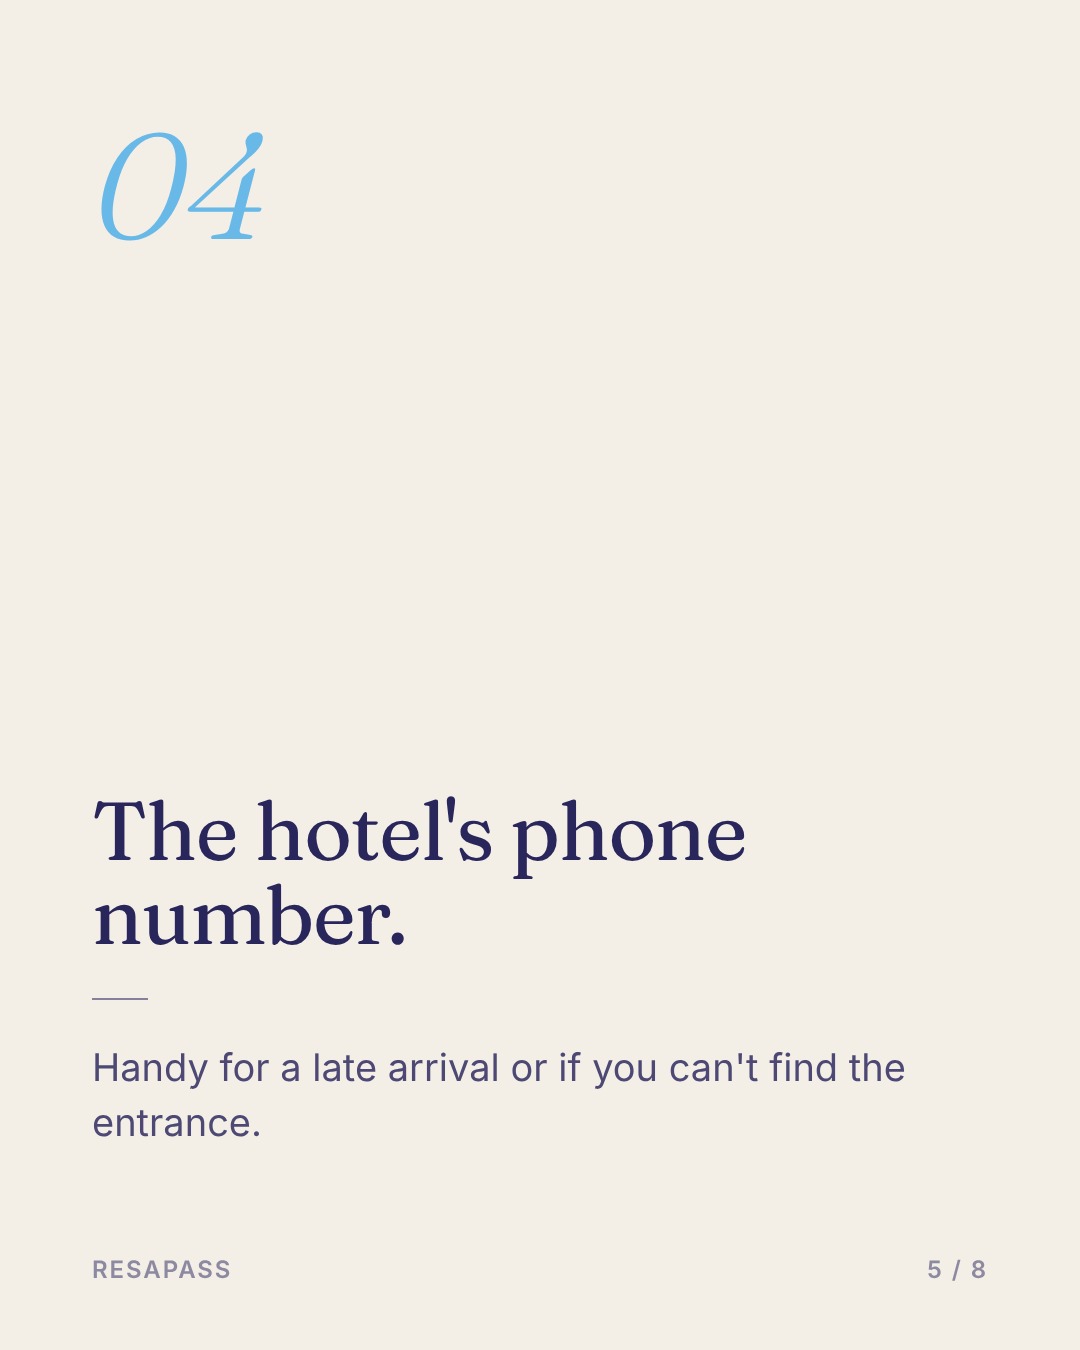 04
The hotel's phone
number.
Handy for a late arrival or if you can't find the
entrance.
RESAPASS
5 / 8